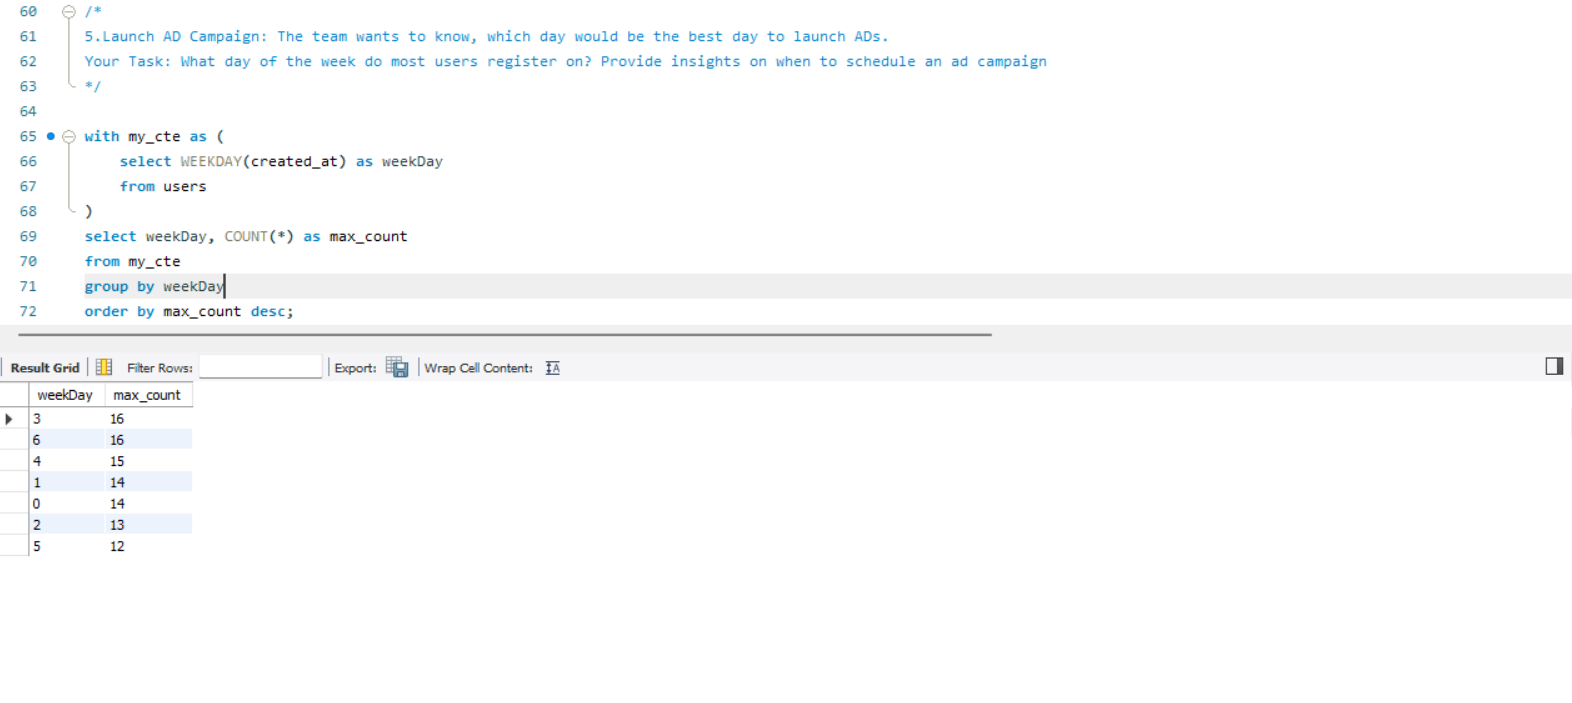 60 /*
61 5.Launch AD Campaign: The team wants to know, which day would be the best day to launch ADs.
62 Your Task: What day of the week do most users register on? Provide insights on when to schedule an ad campaign
63 */
64
65 with my_cte as (
66 select WEEKDAY(created_at) as weekDay
67 from users
68 )
69 select weekDay, COUNT(*) as max_count
70 from my_cte
71 group by weekDay
72 order by max_count desc;
Result Grid Filter Rows: Export: Wrap Cell Content: IA
weekDay max_count
3 16
6 16
4 15
1 14
0 14
2 13
5 12